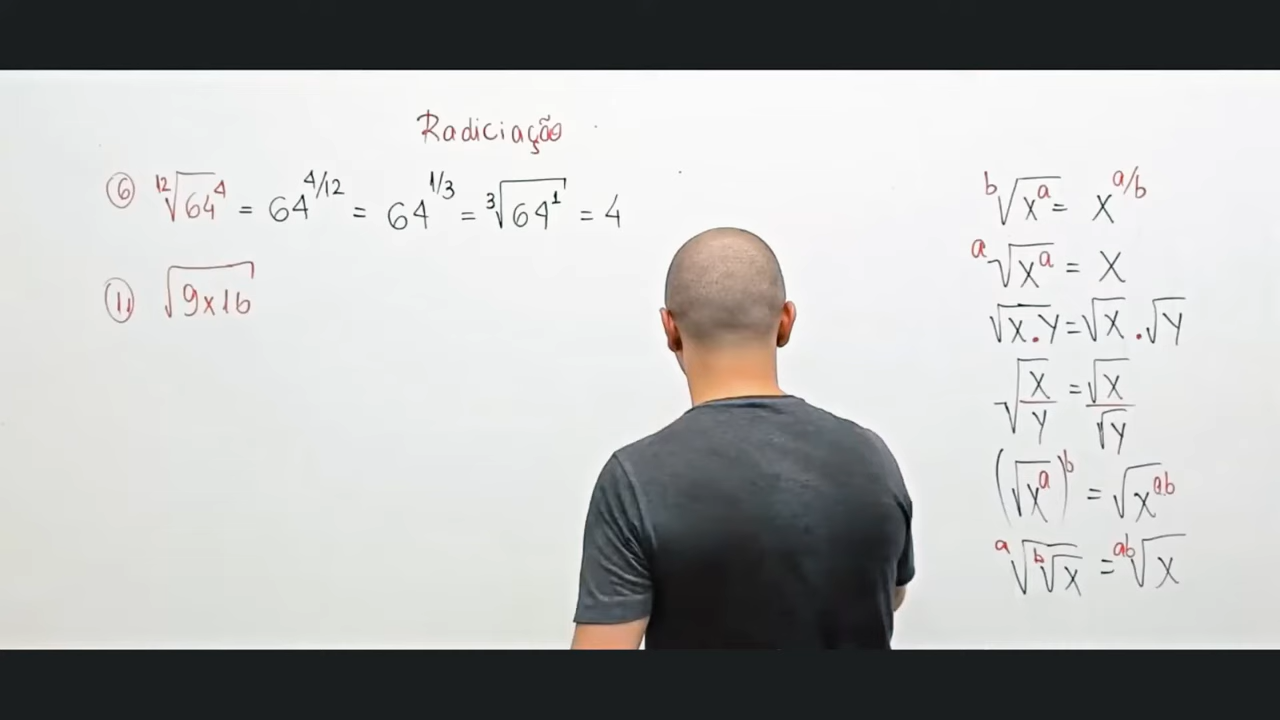 Radiciação
⑥ ¹²√64⁴ = 64^4/12 = 64^1/3 = ³√64¹ = 4
⑪ √9x16
ᵇ√xᵃ = x^a/b
ᵃ√xᵃ = x
√x.y = √x . √y
√x/y = √x/√y
(√xᵃ)ᵇ = √x^ab
ᵃ√ᵇ√x = ᵃᵇ√x